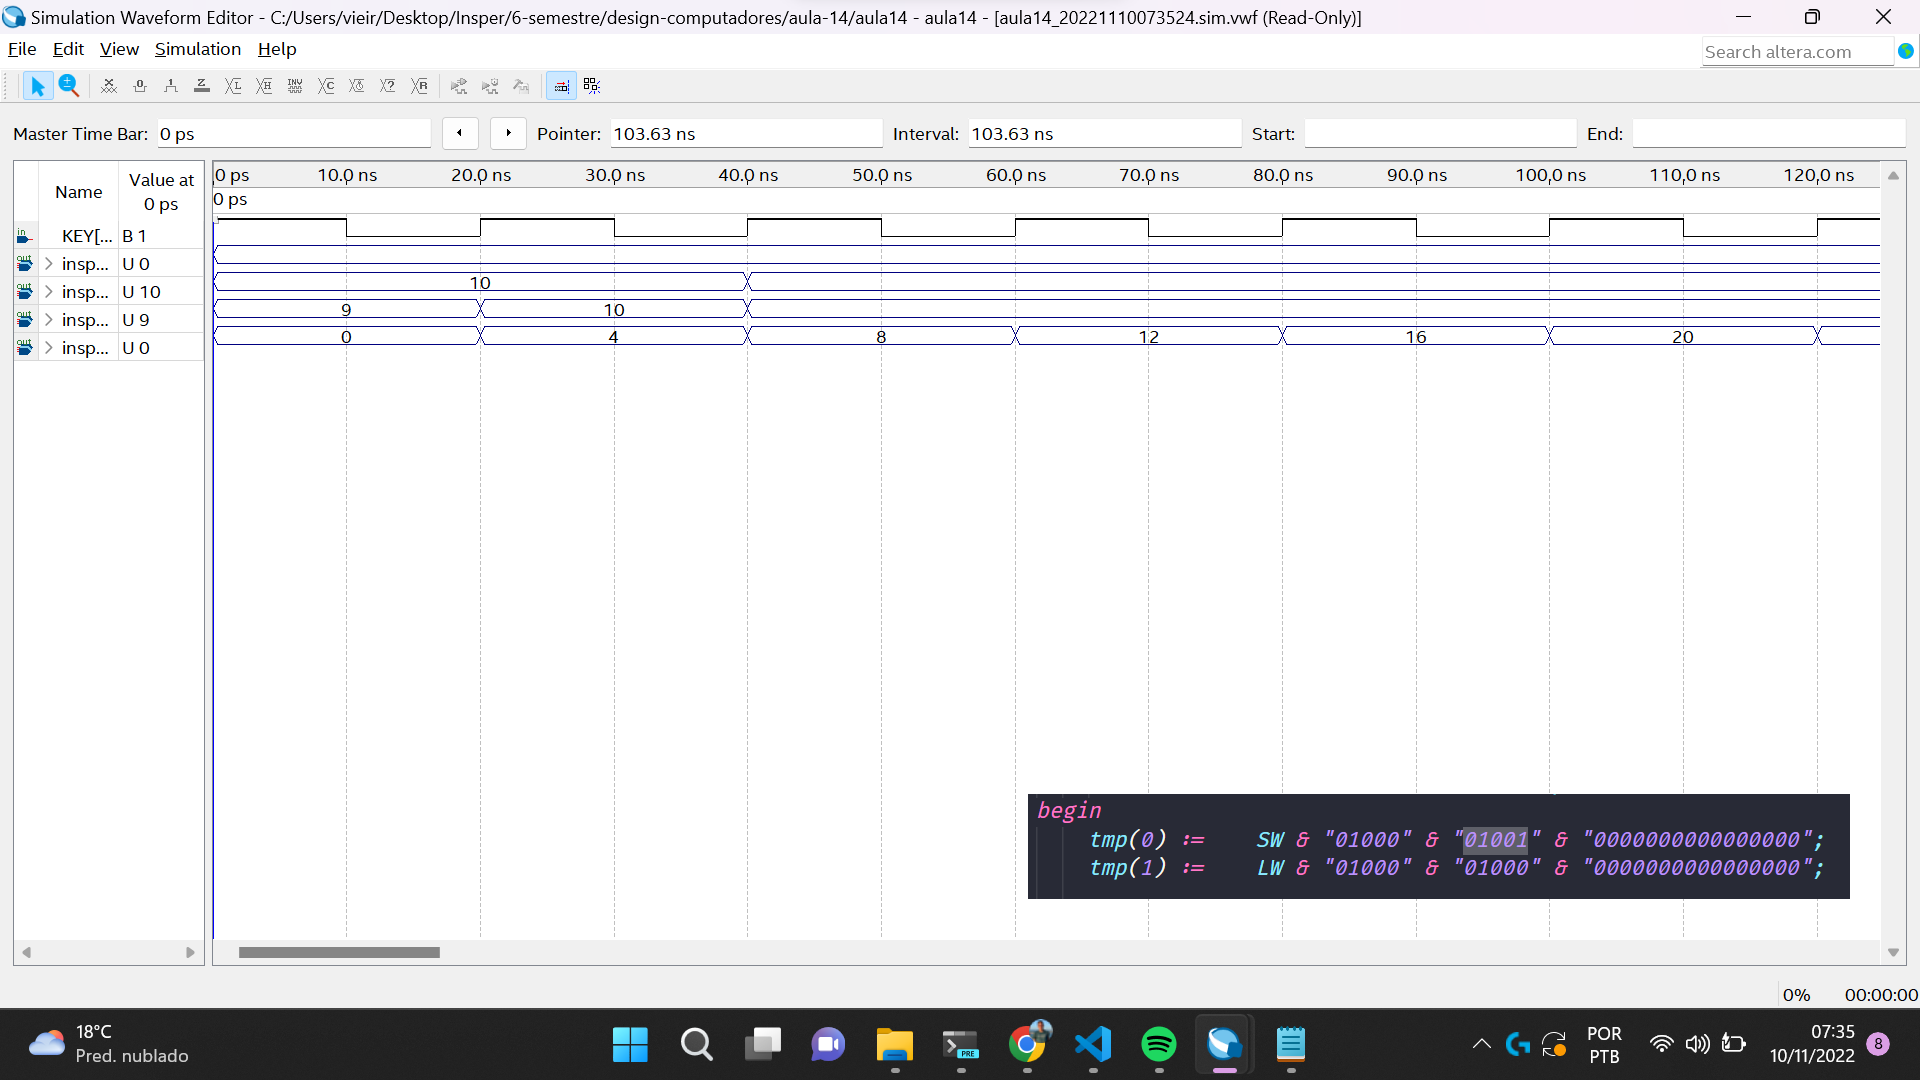 Simulation Waveform Editor - C:/Users/vieir/Desktop/Insper/6-semestre/design-computadores/aula-14/aula14 - aula14 - [aula14_20221110073524.sim.vwf (Read-Only)]
File Edit View Simulation Help
Search altera.com
Master Time Bar: 0 ps
Pointer: 103.63 ns
Interval: 103.63 ns
Start:
End:
Name
Value at
0 ps
0 ps 10.0 ns 20.0 ns 30.0 ns 40.0 ns 50.0 ns 60.0 ns 70.0 ns 80.0 ns 90.0 ns 100,0 ns 110,0 ns 120,0 ns
0 ps
in KEY[... B 1
out insp... U 0
out insp... U 10 10
out insp... U 9 9 10
out insp... U 0 0 4 8 12 16 20
begin
tmp(0) := SW & "01000" & "01001" & "0000000000000000";
tmp(1) := LW & "01000" & "01000" & "0000000000000000";
0% 00:00:00
18°C
Pred. nublado
PRE
POR
PTB
07:35
10/11/2022
8